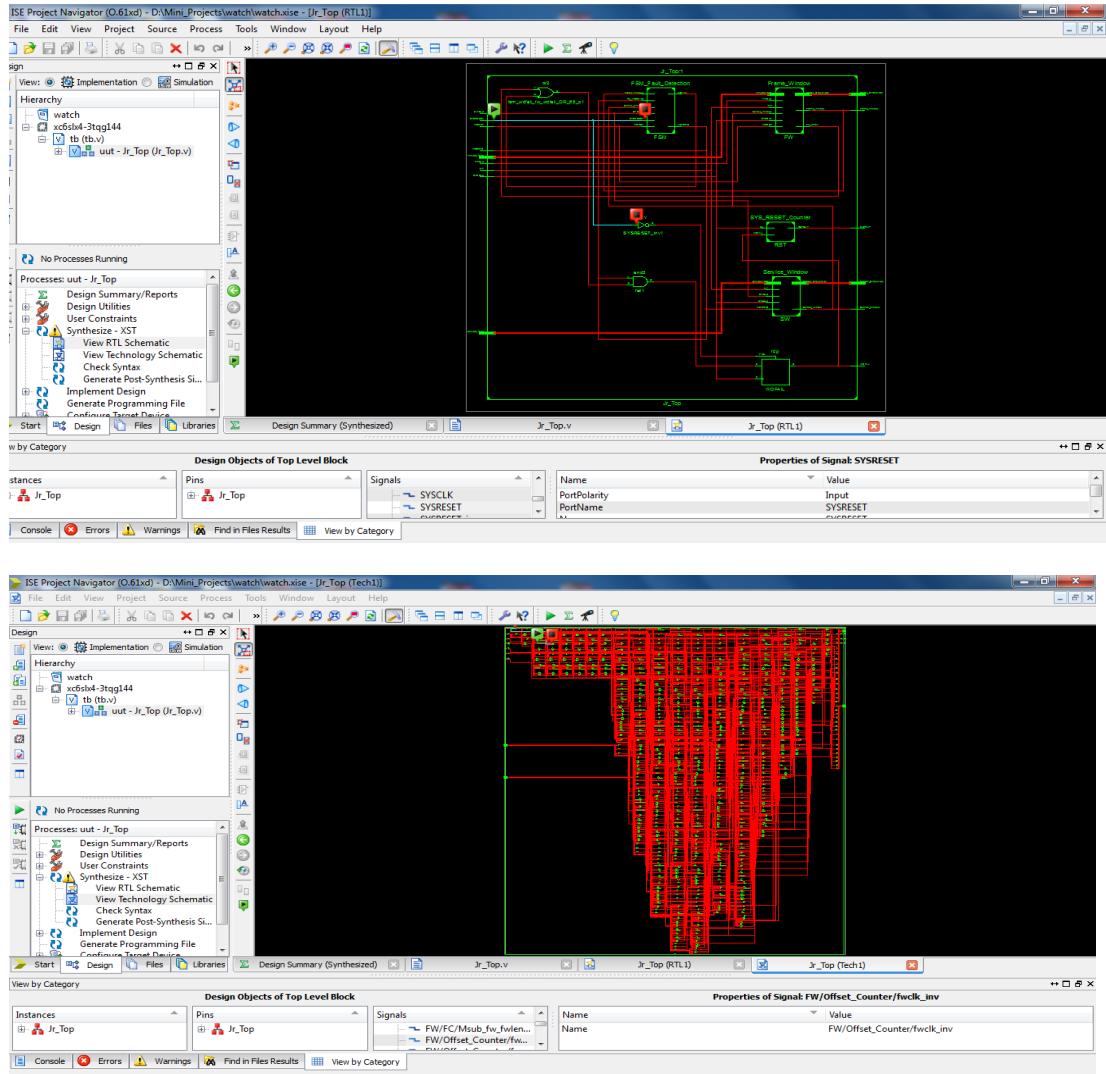 ISE Project Navigator (O.61xd) - D:\Mini_Projects\watch\watch.xise - [Jr_Top (RTL1)]
File Edit View Project Source Process Tools Window Layout Help
sign
View: Implementation Simulation
Hierarchy
watch
xc6slx4-3tqg144
tb (tb.v)
uut - Jr_Top (Jr_Top.v)
No Processes Running
Processes: uut - Jr_Top
Design Summary/Reports
Design Utilities
User Constraints
Synthesize - XST
View RTL Schematic
View Technology Schematic
Check Syntax
Generate Post-Synthesis Si...
Implement Design
Generate Programming File
Configure Target Device
Jr_Top:1
FSM_Fault_Detection
Frame_Window
FSM
FW
SYSRESET_inv1
SYS_RESET_Counter
RET
and2
Service_Window
SW
WDFAIL
Jr_Top
Start Design Files Libraries Design Summary (Synthesized) Jr_Top.v Jr_Top (RTL1)
w by Category
Design Objects of Top Level Block Properties of Signal: SYSRESET
stances Pins Signals Name Value
Jr_Top Jr_Top SYSCLK PortPolarity Input
SYSRESET PortName SYSRESET
Console Errors Warnings Find in Files Results View by Category
ISE Project Navigator (O.61xd) - D:\Mini_Projects\watch\watch.xise - [Jr_Top (Tech1)]
File Edit View Project Source Process Tools Window Layout Help
Design
View: Implementation Simulation
Hierarchy
watch
xc6slx4-3tqg144
tb (tb.v)
uut - Jr_Top (Jr_Top.v)
No Processes Running
Processes: uut - Jr_Top
Design Summary/Reports
Design Utilities
User Constraints
Synthesize - XST
View RTL Schematic
View Technology Schematic
Check Syntax
Generate Post-Synthesis Si...
Implement Design
Generate Programming File
Configure Target Device
Start Design Files Libraries Design Summary (Synthesized) Jr_Top.v Jr_Top (RTL1) Jr_Top (Tech1)
View by Category
Design Objects of Top Level Block Properties of Signal: FW/Offset_Counter/fwclk_inv
Instances Pins Signals Name Value
Jr_Top Jr_Top FW/FC/Msub_fw_fwlen... Name FW/Offset_Counter/fwclk_inv
FW/Offset_Counter/fw...
Console Errors Warnings Find in Files Results View by Category